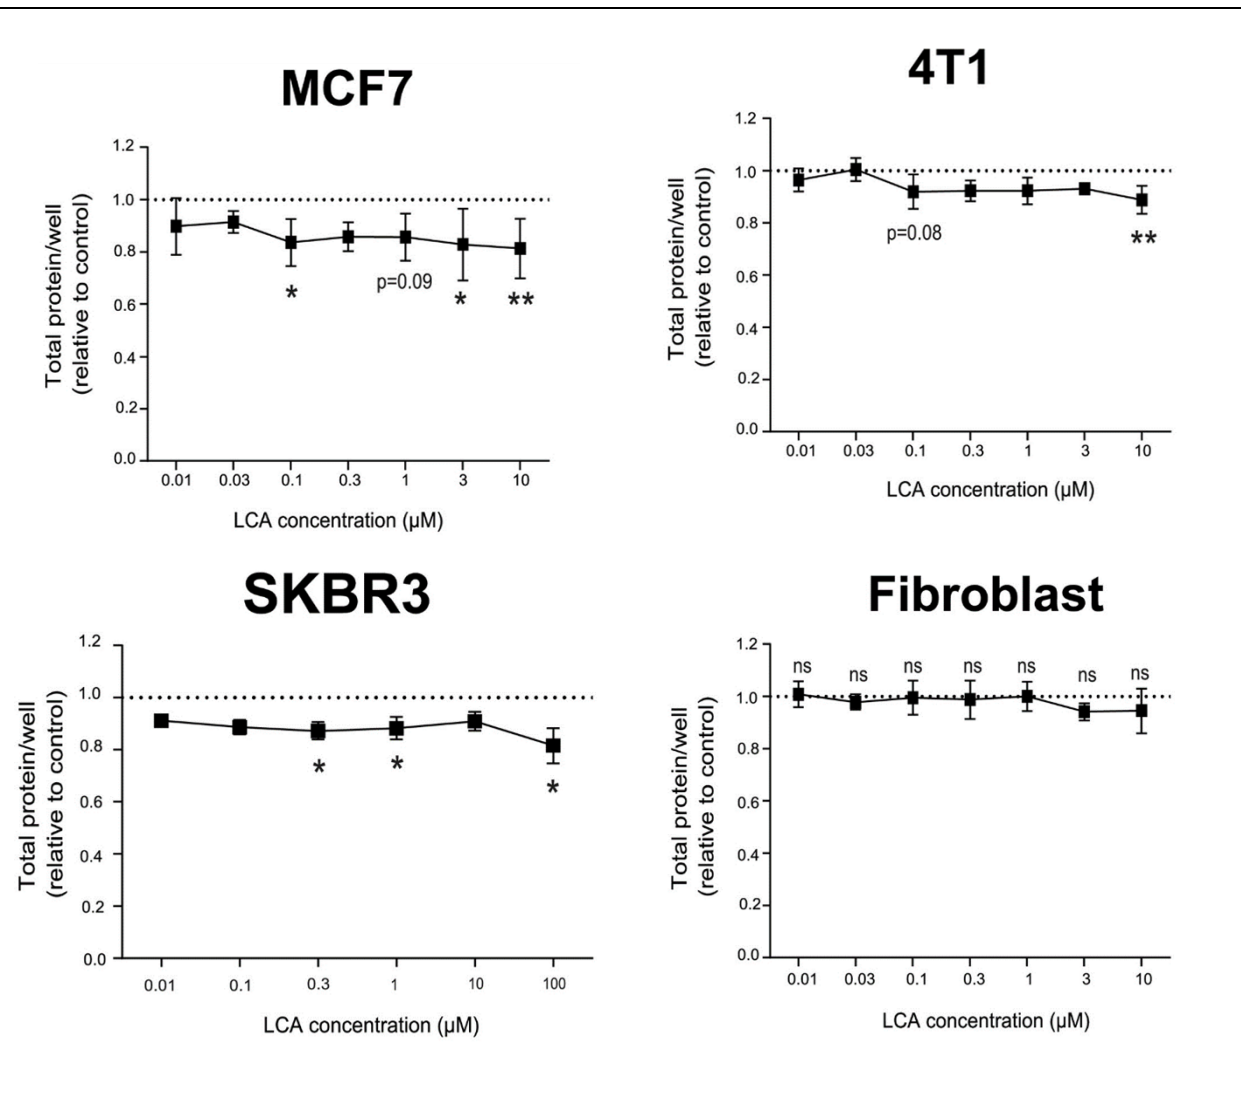 MCF7
1.2
1.0
0.8
0.6
0.4
0.2
0.0
Total protein/well
(relative to control)
*
p=0.09
*
**
0.01 0.03 0.1 0.3 1 3 10
LCA concentration (µM)
4T1
1.2
1.0
0.8
0.6
0.4
0.2
0.0
Total protein/well
(relative to control)
p=0.08
**
0.01 0.03 0.1 0.3 1 3 10
LCA concentration (µM)
SKBR3
1.2
1.0
0.8
0.6
0.4
0.2
0.0
Total protein/well
(relative to control)
* * *
0.01 0.1 0.3 1 10 100
LCA concentration (µM)
Fibroblast
1.2
1.0
0.8
0.6
0.4
0.2
0.0
Total protein/well
(relative to control)
ns ns ns ns ns ns ns
0.01 0.03 0.1 0.3 1 3 10
LCA concentration (µM)